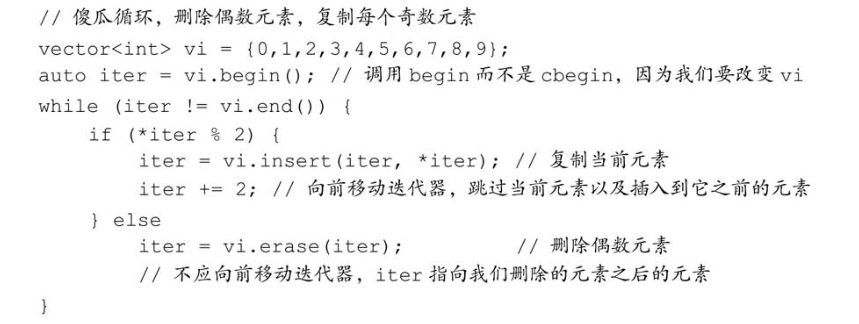 // 傻瓜循环，删除偶数元素，复制每个奇数元素
vector<int> vi = {0,1,2,3,4,5,6,7,8,9};
auto iter = vi.begin(); // 调用 begin 而不是 cbegin，因为我们要改变 vi
while (iter != vi.end()) {
    if (*iter % 2) {
        iter = vi.insert(iter, *iter); // 复制当前元素
        iter += 2; // 向前移动迭代器，跳过当前元素以及插入到它之前的元素
    } else
        iter = vi.erase(iter);        // 删除偶数元素
        // 不应向前移动迭代器，iter 指向我们删除的元素之后的元素
}